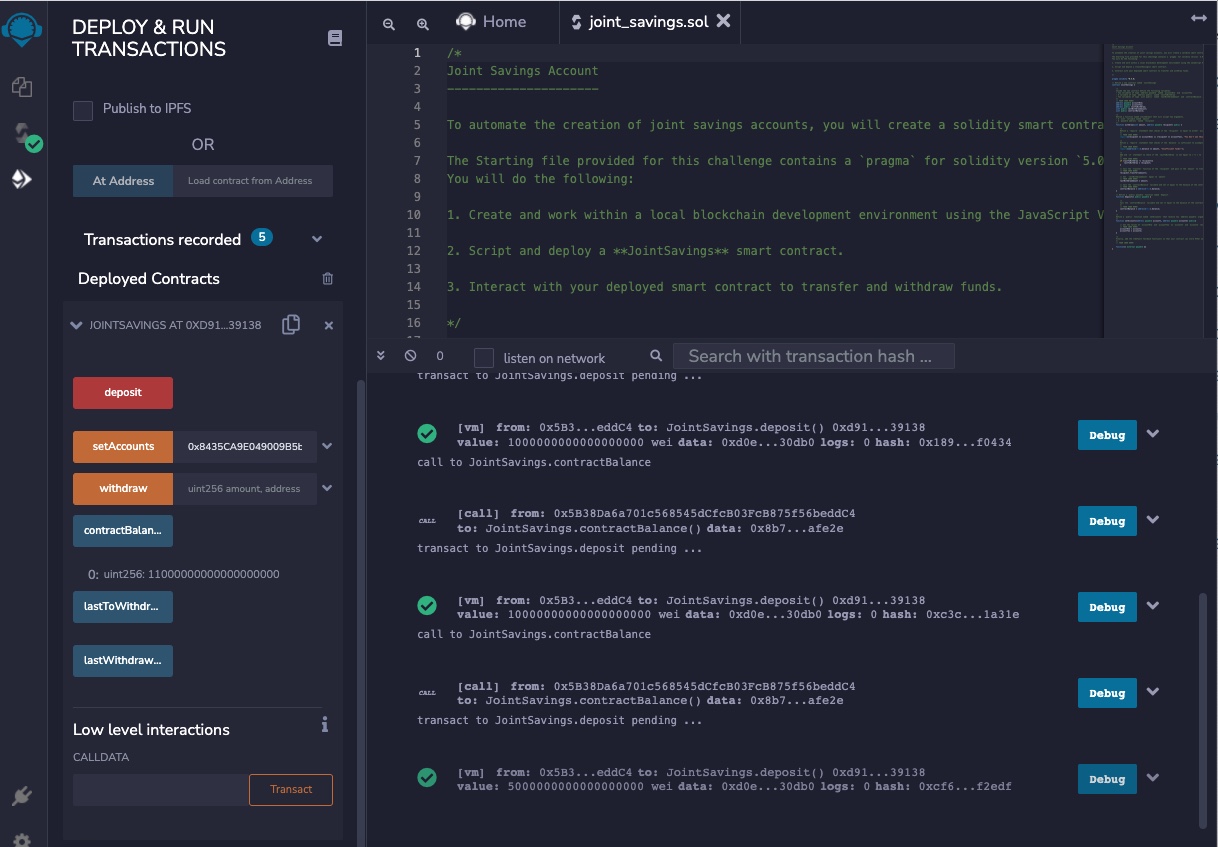 DEPLOY & RUN
TRANSACTIONS
Publish to IPFS
OR
At Address
Load contract from Address
Transactions recorded 5
Deployed Contracts
JOINTSAVINGS AT 0XD91...39138
deposit
setAccounts
0x8435CA9E049009B5b
withdraw
uint256 amount, address
contractBalan...
0: uint256: 11000000000000000000
lastToWithdr...
lastWithdraw...
Low level interactions
i
CALLDATA
Transact
Home
joint_savings.sol
1 /*
2 Joint Savings Account
3 ---------------------
4
5 To automate the creation of joint savings accounts, you will create a solidity smart contra
6
7 The Starting file provided for this challenge contains a `pragma` for solidity version `5.0
8 You will do the following:
9
10 1. Create and work within a local blockchain development environment using the JavaScript V
11
12 2. Script and deploy a **JointSavings** smart contract.
13
14 3. Interact with your deployed smart contract to transfer and withdraw funds.
15
16 */
0
listen on network
Search with transaction hash ...
transact to JointSavings.deposit pending ...
[vm] from: 0x5B3...eddC4 to: JointSavings.deposit() 0xd91...39138
value: 1000000000000000000 wei data: 0xd0e...30db0 logs: 0 hash: 0x189...f0434
Debug
call to JointSavings.contractBalance
CALL
[call] from: 0x5B38Da6a701c568545dCfcB03FcB875f56beddC4
to: JointSavings.contractBalance() data: 0x8b7...afe2e
Debug
transact to JointSavings.deposit pending ...
[vm] from: 0x5B3...eddC4 to: JointSavings.deposit() 0xd91...39138
value: 10000000000000000000 wei data: 0xd0e...30db0 logs: 0 hash: 0xc3c...1a31e
Debug
call to JointSavings.contractBalance
CALL
[call] from: 0x5B38Da6a701c568545dCfcB03FcB875f56beddC4
to: JointSavings.contractBalance() data: 0x8b7...afe2e
Debug
transact to JointSavings.deposit pending ...
[vm] from: 0x5B3...eddC4 to: JointSavings.deposit() 0xd91...39138
value: 5000000000000000000 wei data: 0xd0e...30db0 logs: 0 hash: 0xcf6...f2edf
Debug